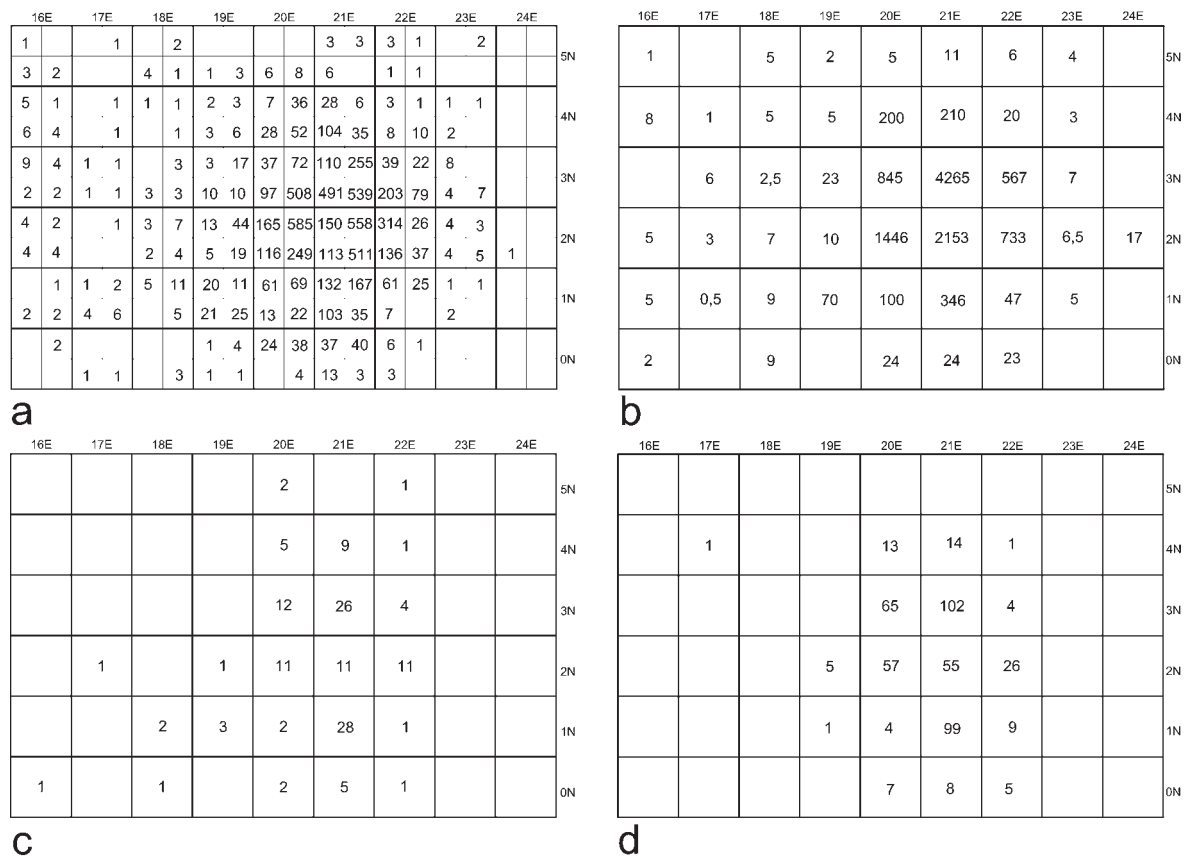 16E 17E 18E 19E 20E 21E 22E 23E 24E
1 1 2 3 3 3 1 2
5N
3 2 4 1 1 3 6 8 6 1 1
5 1 1 1 1 2 3 7 36 28 6 3 1 1 1
4N
6 4 1 1 3 6 28 52 104 35 8 10 2
9 4 1 1 3 3 17 37 72 110 255 39 22 8
3N
2 2 1 1 3 3 10 10 97 508 491 539 203 79 4 7
4 2 1 3 7 13 44 165 585 150 558 314 26 4 3
2N
4 4 2 4 5 19 116 249 113 511 136 37 4 5 1
1 1 2 5 11 20 11 61 69 132 167 61 25 1 1
1N
2 2 4 6 5 21 25 13 22 103 35 7 2
2 1 4 24 38 37 40 6 1
0N
1 1 3 1 1 4 13 3 3
a
16E 17E 18E 19E 20E 21E 22E 23E 24E
1 5 2 5 11 6 4 5N
8 1 5 5 200 210 20 3 4N
6 2,5 23 845 4265 567 7 3N
5 3 7 10 1446 2153 733 6,5 17 2N
5 0,5 9 70 100 346 47 5 1N
2 9 24 24 23 0N
b
16E 17E 18E 19E 20E 21E 22E 23E 24E
2 1 5N
5 9 1 4N
12 26 4 3N
1 1 11 11 11 2N
2 3 2 28 1 1N
1 1 2 5 1 0N
c
16E 17E 18E 19E 20E 21E 22E 23E 24E
5N
1 13 14 1 4N
65 102 4 3N
5 57 55 26 2N
1 4 99 9 1N
7 8 5 0N
d